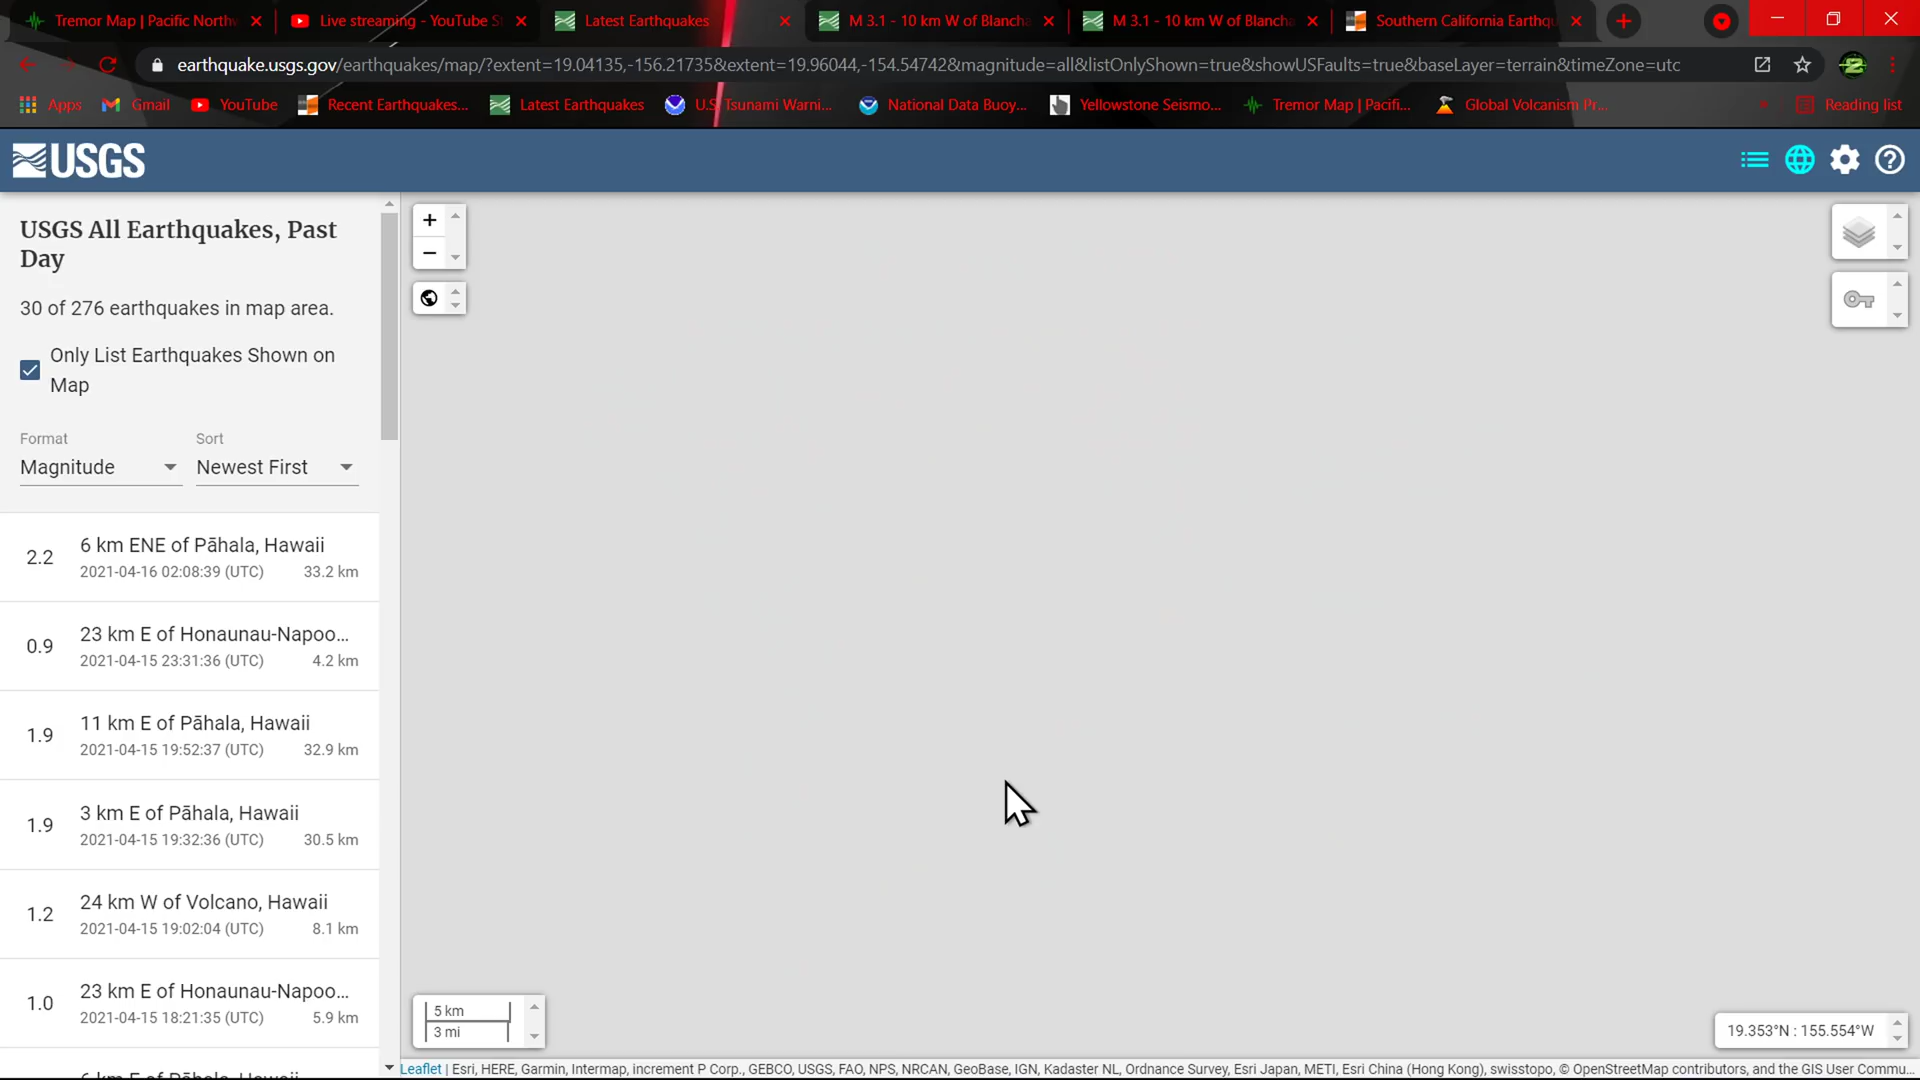 Tremor Map | Pacific Northw
Live streaming - YouTube S
Latest Earthquakes
M 3.1 - 10 km W of Blancha
M 3.1 - 10 km W of Blancha
Southern California Earthqu
earthquake.usgs.gov/earthquakes/map/?extent=19.04135,-156.21735&extent=19.96044,-154.54742&magnitude=all&listOnlyShown=true&showUSFaults=true&baseLayer=terrain&timeZone=utc
Apps
Gmail
YouTube
Recent Earthquakes...
Latest Earthquakes
U.S. Tsunami Warni...
National Data Buoy...
Yellowstone Seismo...
Tremor Map | Pacifi...
Global Volcanism Pr...
Reading list
USGS
USGS All Earthquakes, Past
Day
30 of 276 earthquakes in map area.
Only List Earthquakes Shown on
Map
Format
Sort
Magnitude
Newest First
2.2
6 km ENE of Pāhala, Hawaii
2021-04-16 02:08:39 (UTC) 33.2 km
0.9
23 km E of Honaunau-Napoo...
2021-04-15 23:31:36 (UTC) 4.2 km
1.9
11 km E of Pāhala, Hawaii
2021-04-15 19:52:37 (UTC) 32.9 km
1.9
3 km E of Pāhala, Hawaii
2021-04-15 19:32:36 (UTC) 30.5 km
1.2
24 km W of Volcano, Hawaii
2021-04-15 19:02:04 (UTC) 8.1 km
1.0
23 km E of Honaunau-Napoo...
2021-04-15 18:21:35 (UTC) 5.9 km
6 km E of Pāhala, Hawaii
5 km
3 mi
19.353°N : 155.554°W
Leaflet | Esri, HERE, Garmin, Intermap, increment P Corp., GEBCO, USGS, FAO, NPS, NRCAN, GeoBase, IGN, Kadaster NL, Ordnance Survey, Esri Japan, METI, Esri China (Hong Kong), swisstopo, © OpenStreetMap contributors, and the GIS User Commu...